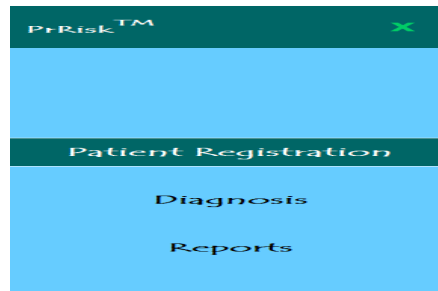 PrRisk™ ×
Patient Registration
Diagnosis
Reports